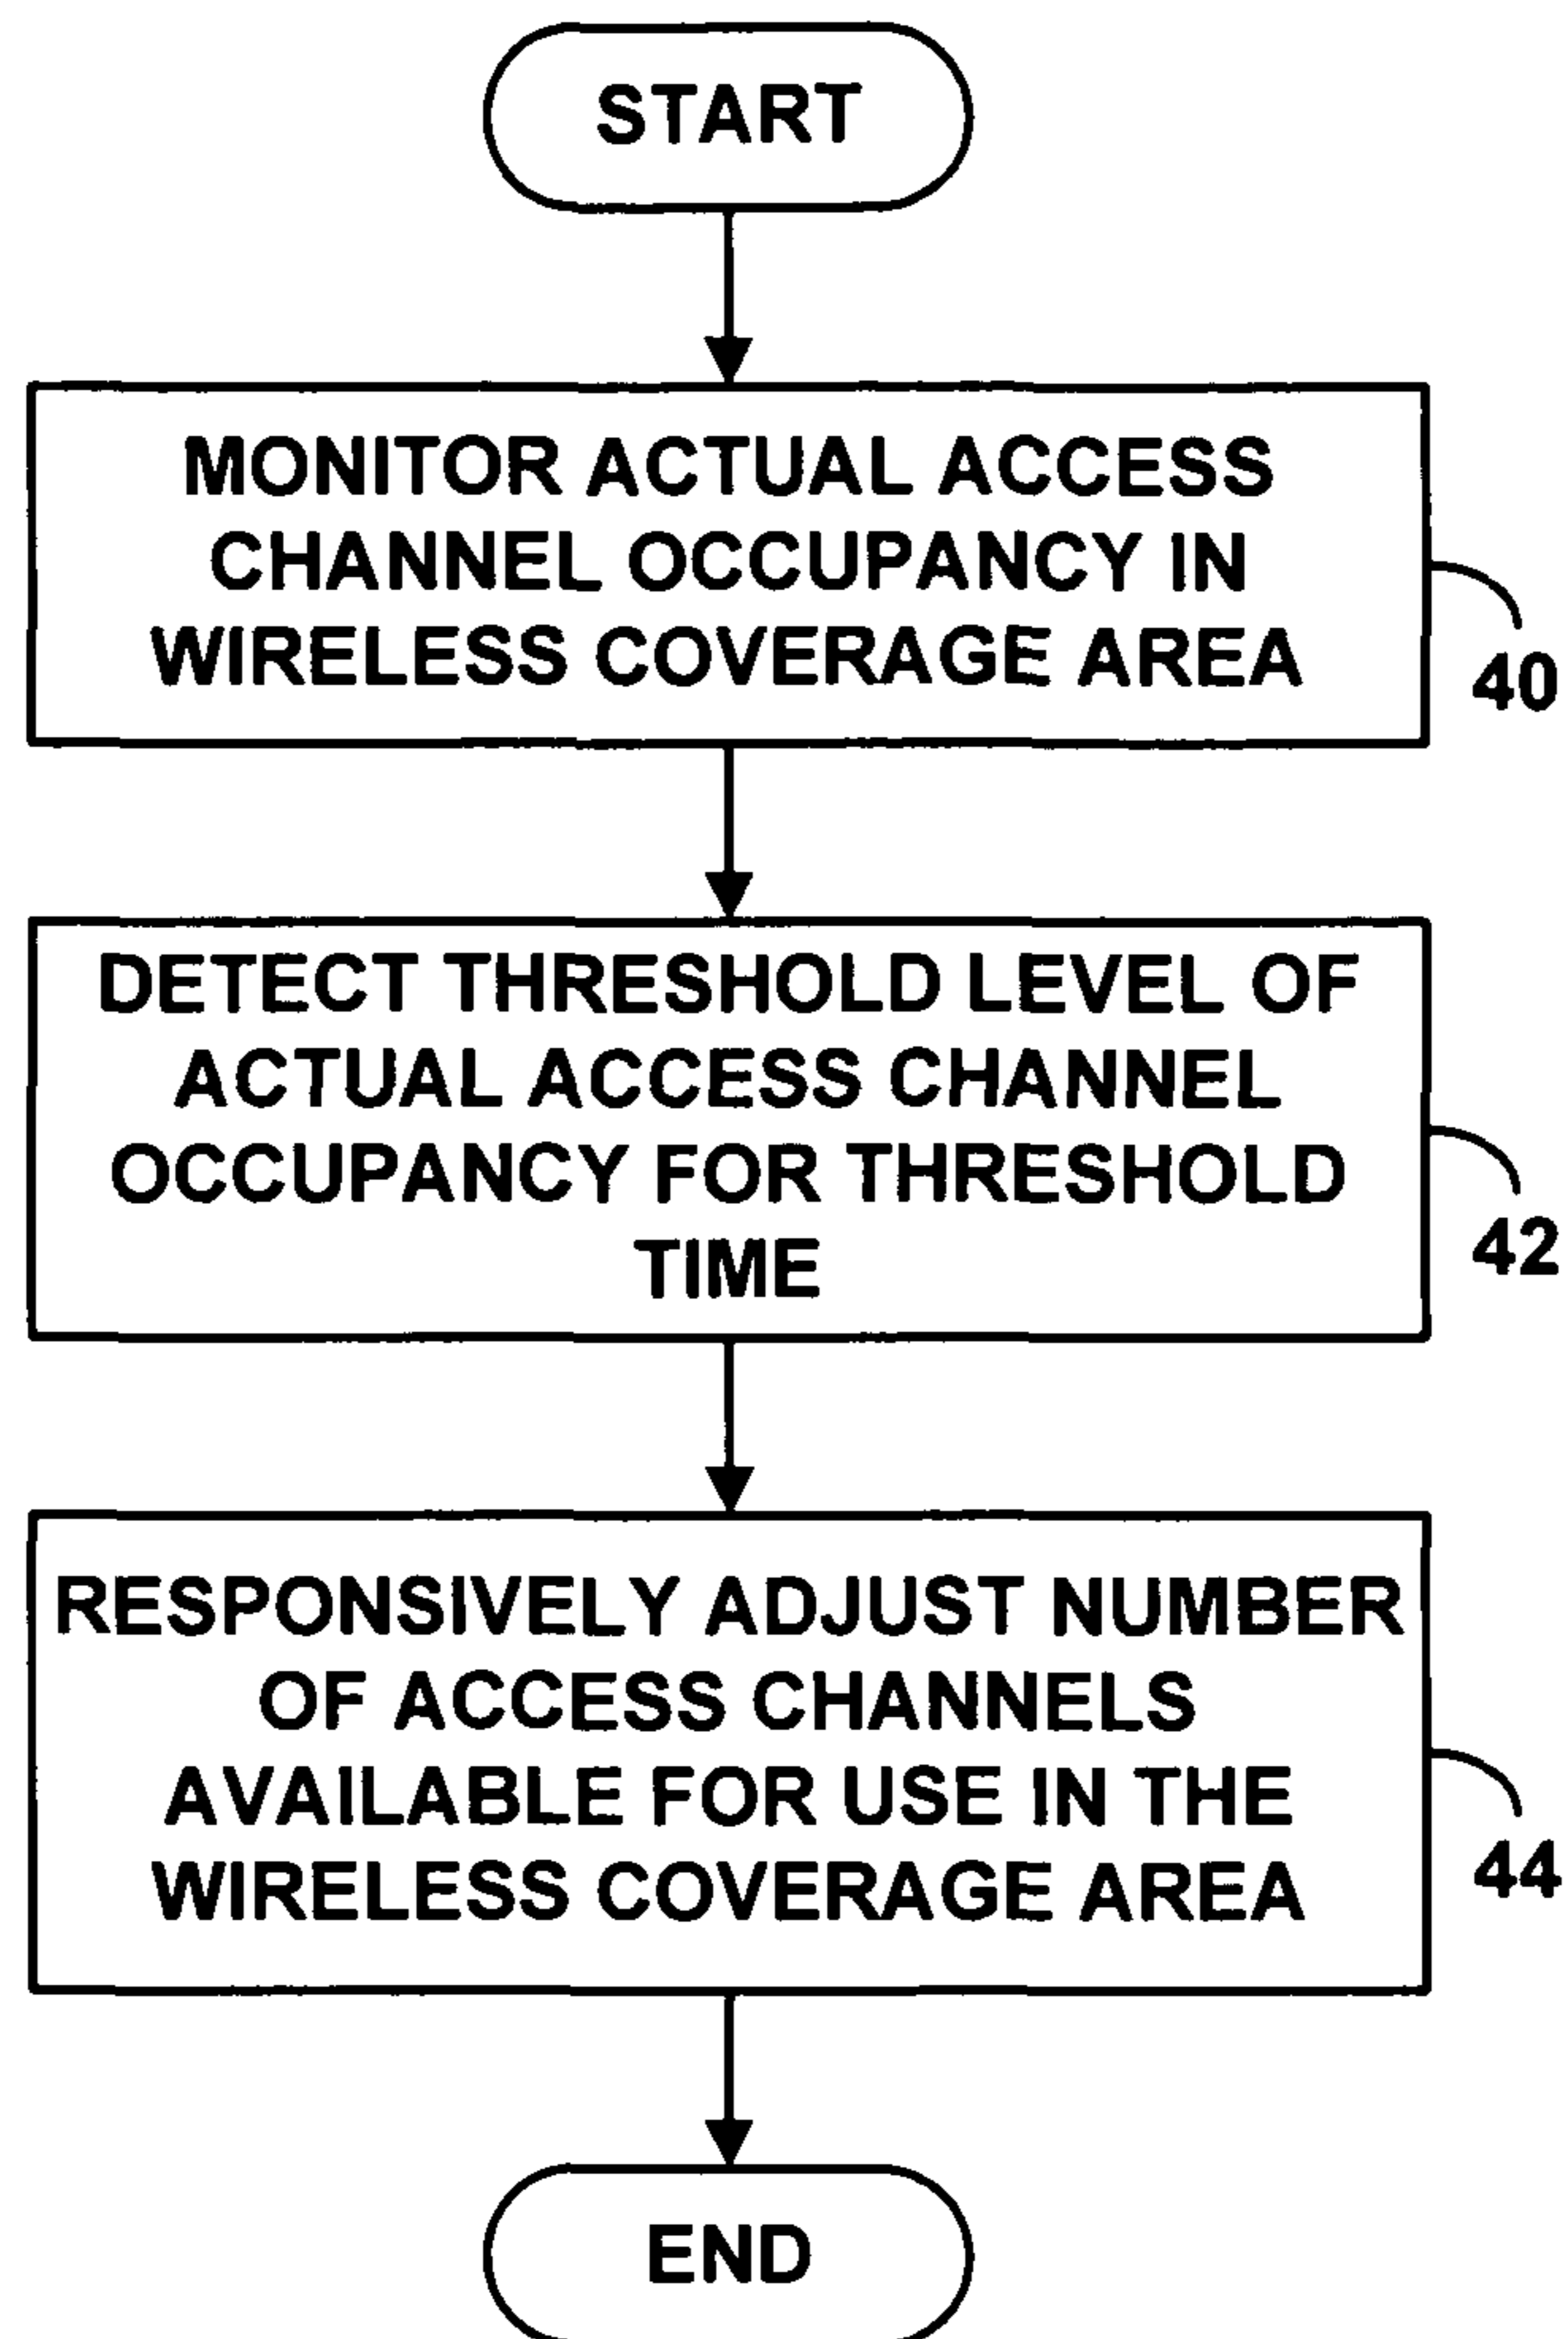 START
MONITOR ACTUAL ACCESS
CHANNEL OCCUPANCY IN
WIRELESS COVERAGE AREA
40
DETECT THRESHOLD LEVEL OF
ACTUAL ACCESS CHANNEL
OCCUPANCY FOR THRESHOLD
TIME
42
RESPONSIVELY ADJUST NUMBER
OF ACCESS CHANNELS
AVAILABLE FOR USE IN THE
WIRELESS COVERAGE AREA
44
END